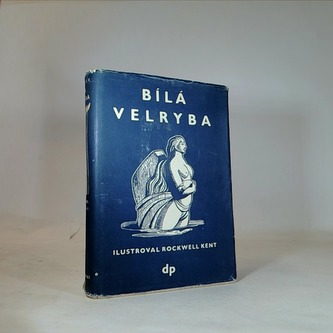 BÍLÁ
VELRYBA
ILUSTROVAL ROCKWELL KENT
dp